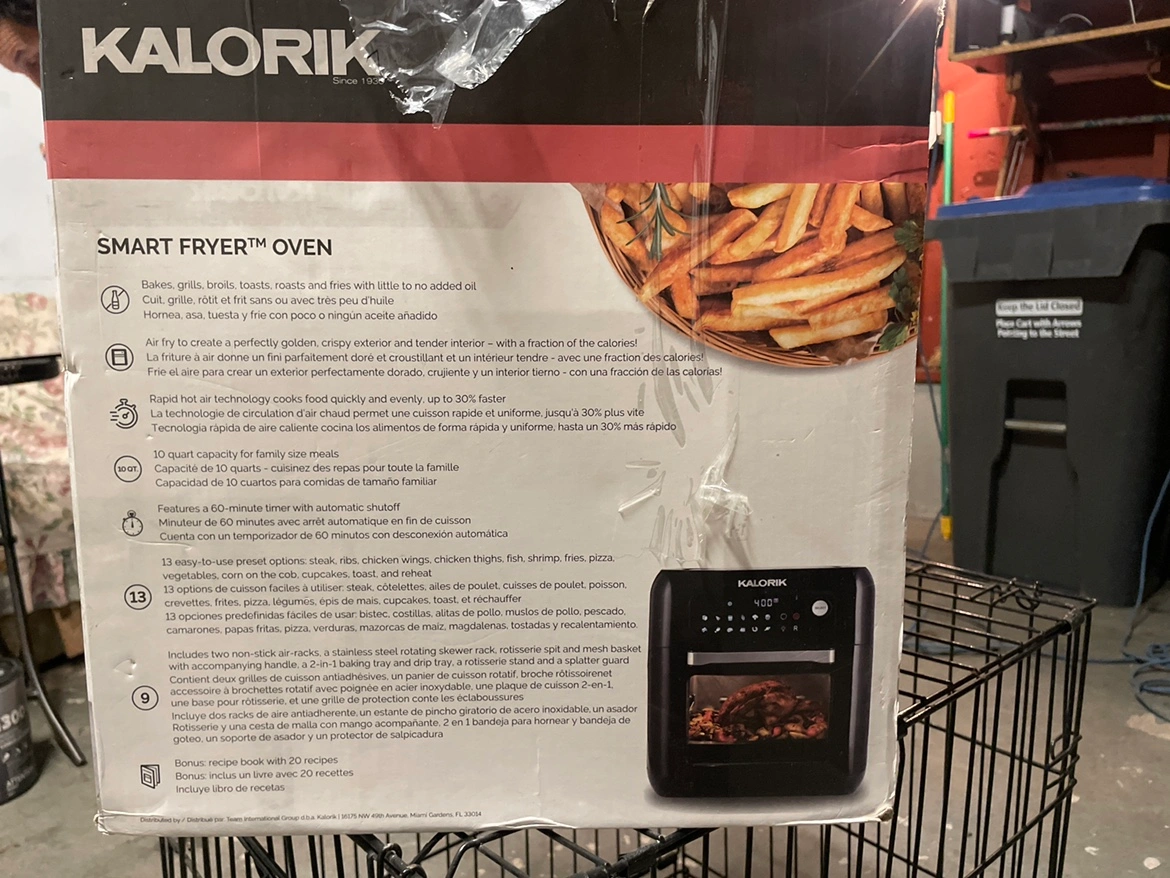 KALORIK
Since
SMART FRYER™ OVEN
Bakes, grills, broils, toasts, roasts and fries with little to no added oil
Cuit, grille, rôtit et frit sans ou avec très peu d'huile
Hornea, asa, tuesta y frie con poco o ningún aceite añadido
Air fry to create a perfectly golden, crispy exterior and tender interior – with a fraction of the calories!
La friture à air donne un fini parfaitement doré et croustillant et un intérieur tendre - avec une fraction des calories!
Frie el aire para crear un exterior perfectamente dorado, crujiente y un interior tierno - con una fracción de las calorías!
Rapid hot air technology cooks food quickly and evenly, up to 30% faster
La technologie de circulation d'air chaud permet une cuisson rapide et uniforme, jusqu'à 30% plus vite
Tecnología rápida de aire caliente cocina los alimentos de forma rápida y uniforme, hasta un 30% más rápido
10 QT.
10 quart capacity for family size meals
Capacité de 10 quarts - cuisinez des repas pour toute la famille
Capacidad de 10 cuartos para comidas de tamaño familiar
Features a 60-minute timer with automatic shutoff
Minuteur de 60 minutes avec arrêt automatique en fin de cuisson
Cuenta con un temporizador de 60 minutos con desconexión automática
13
13 easy-to-use preset options: steak, ribs, chicken wings, chicken thighs, fish, shrimp, fries, pizza,
vegetables, corn on the cob, cupcakes, toast, and reheat
13 options de cuisson faciles à utiliser: steak, côtelettes, ailes de poulet, cuisses de poulet, poisson,
crevettes, frites, pizza, légumes, épis de maïs, cupcakes, toast, et réchauffer
13 opciones predefinidas fáciles de usar: bistec, costillas, alitas de pollo, muslos de pollo, pescado,
camarones, papas fritas, pizza, verduras, mazorcas de maíz, magdalenas, tostadas y recalentamiento.
9
Includes two non-stick air-racks, a stainless steel rotating skewer rack, rotisserie spit and mesh basket
with accompanying handle, a 2-in-1 baking tray and drip tray, a rotisserie stand and a splatter guard
Contient deux grilles de cuisson antiadhésives, un panier de cuisson rotatif, broche rôtissoirenet
accessoire à brochettes rotatif avec poignée en acier inoxydable, une plaque de cuisson 2-en-1,
une base pour rôtisserie, et une grille de protection conte les éclaboussures
Incluye dos racks de aire antiadherente, un estante de pincho giratorio de acero inoxidable, un asador
Rotisserie y una cesta de malla con mango acompañante, 2 en 1 bandeja para hornear y bandeja de
goteo, un soporte de asador y un protector de salpicadura
Bonus: recipe book with 20 recipes
Bonus: inclus un livre avec 20 recettes
Incluye libro de recetas
Distributed by / Distribué par: Team International Group d.b.a. Kalorik | 16175 NW 49th Avenue, Miami Gardens, FL 33014
KALORIK
400
Keep the Lid Closed
Place Cart with Arrows
Pointing to the Street